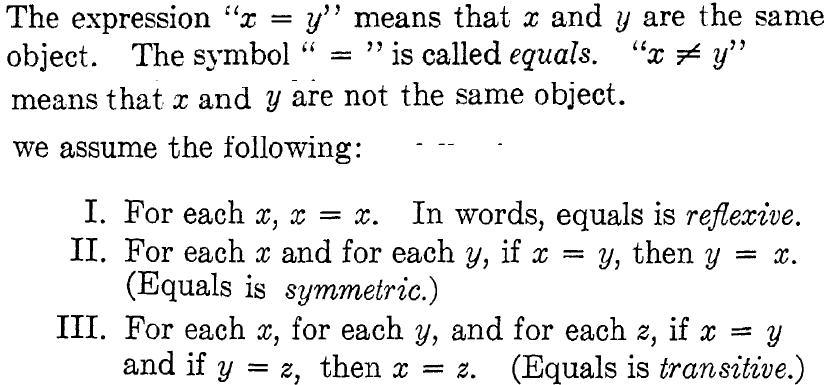 The expression “x = y” means that x and y are the same
object. The symbol “ = ” is called equals. “x ≠ y”
means that x and y are not the same object.
we assume the following:
I. For each x, x = x. In words, equals is reflexive.
II. For each x and for each y, if x = y, then y = x.
(Equals is symmetric.)
III. For each x, for each y, and for each z, if x = y
and if y = z, then x = z. (Equals is transitive.)